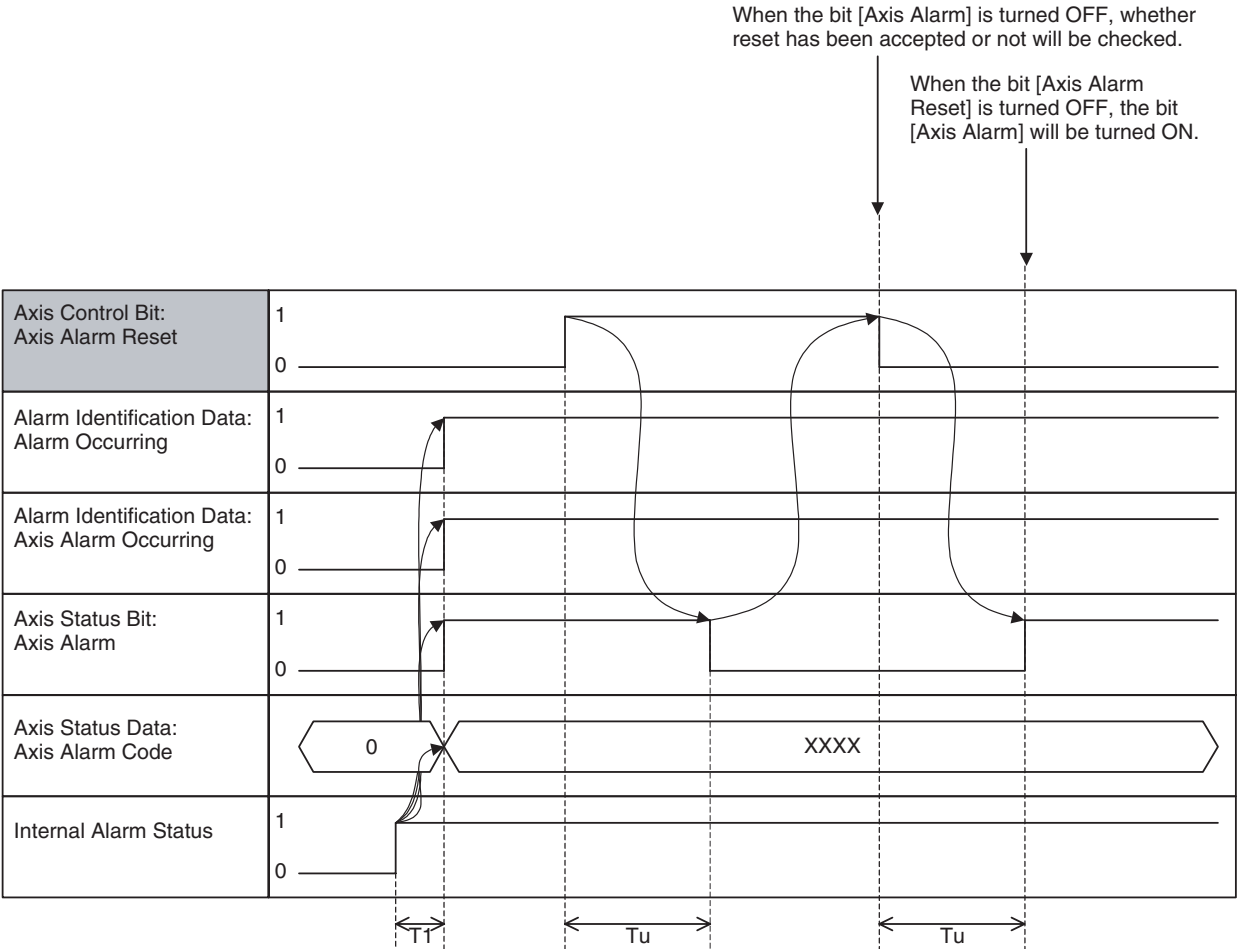 When the bit [Axis Alarm] is turned OFF, whether
reset has been accepted or not will be checked.
When the bit [Axis Alarm
Reset] is turned OFF, the bit
[Axis Alarm] will be turned ON.
Axis Control Bit:
Axis Alarm Reset
1
0
Alarm Identification Data:
Alarm Occurring
1
0
Alarm Identification Data:
Axis Alarm Occurring
1
0
Axis Status Bit:
Axis Alarm
1
0
Axis Status Data:
Axis Alarm Code
0
XXXX
Internal Alarm Status
1
0
T1
Tu
Tu